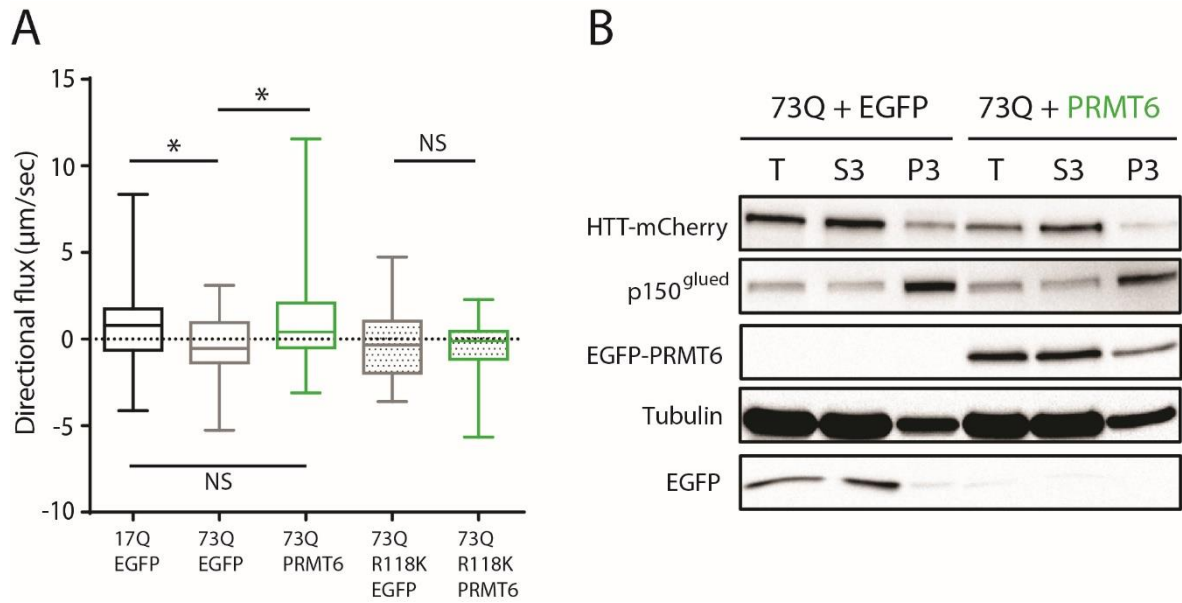 A
Directional flux (μm/sec)
15
10
5
0
-5
-10
*
*
NS
NS
17Q
EGFP
73Q
EGFP
73Q
PRMT6
73Q
R118K
EGFP
73Q
R118K
PRMT6
B
73Q + EGFP 73Q + PRMT6
T S3 P3 T S3 P3
HTT-mCherry
p150glued
EGFP-PRMT6
Tubulin
EGFP